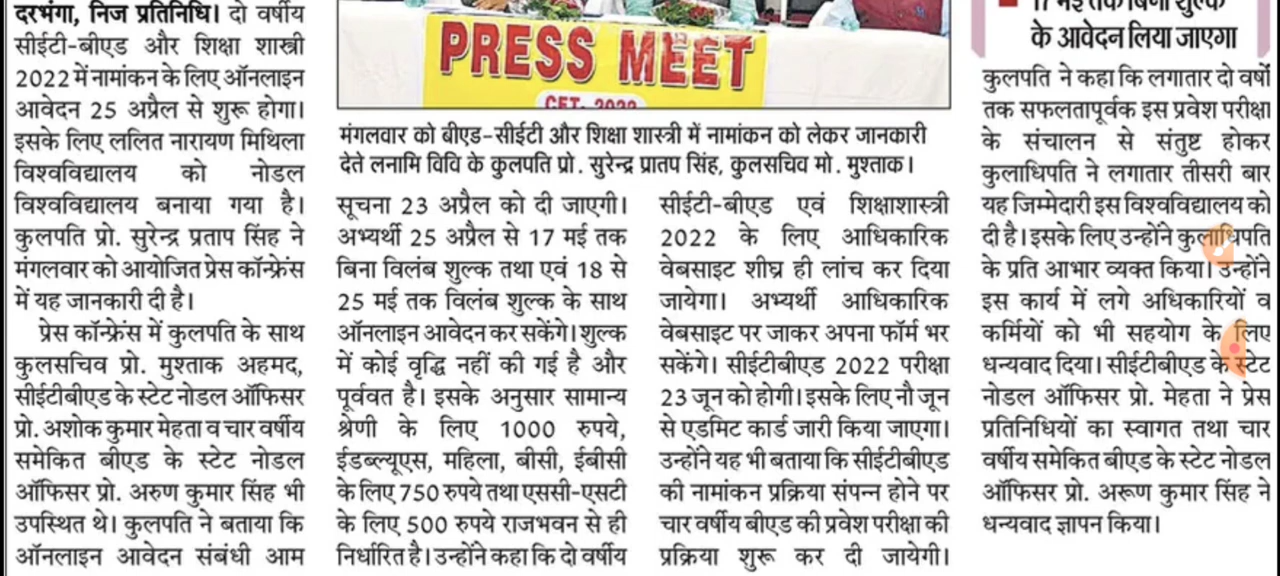 दरभंगा, निज प्रतिनिधि। दो वर्षीय
सीईटी-बीएड और शिक्षा शास्त्री
2022 में नामांकन के लिए ऑनलाइन
आवेदन 25 अप्रैल से शुरू होगा।
इसके लिए ललित नारायण मिथिला
विश्वविद्यालय को नोडल
विश्वविद्यालय बनाया गया है।
कुलपति प्रो. सुरेन्द्र प्रताप सिंह ने
मंगलवार को आयोजित प्रेस कॉन्फ्रेंस
में यह जानकारी दी है।
प्रेस कॉन्फ्रेंस में कुलपति के साथ
कुलसचिव प्रो. मुश्ताक अहमद,
सीईटीबीएड के स्टेट नोडल ऑफिसर
प्रो. अशोक कुमार मेहता व चार वर्षीय
समेकित बीएड के स्टेट नोडल
ऑफिसर प्रो. अरुण कुमार सिंह भी
उपस्थित थे। कुलपति ने बताया कि
ऑनलाइन आवेदन संबंधी आम
PRESS MEET
CET- 2022
मंगलवार को बीएड-सीईटी और शिक्षा शास्त्री में नामांकन को लेकर जानकारी
देते लनामि विवि के कुलपति प्रो. सुरेन्द्र प्रातप सिंह, कुलसचिव मो. मुश्ताक।
सूचना 23 अप्रैल को दी जाएगी।
अभ्यर्थी 25 अप्रैल से 17 मई तक
बिना विलंब शुल्क तथा एवं 18 से
25 मई तक विलंब शुल्क के साथ
ऑनलाइन आवेदन कर सकेंगे। शुल्क
में कोई वृद्धि नहीं की गई है और
पूर्ववत है। इसके अनुसार सामान्य
श्रेणी के लिए 1000 रुपये,
ईडब्ल्यूएस, महिला, बीसी, ईबीसी
के लिए 750 रुपये तथा एससी-एसटी
के लिए 500 रुपये राजभवन से ही
निर्धारित है। उन्होंने कहा कि दो वर्षीय
सीईटी-बीएड एवं शिक्षाशास्त्री
2022 के लिए आधिकारिक
वेबसाइट शीघ्र ही लांच कर दिया
जायेगा। अभ्यर्थी आधिकारिक
वेबसाइट पर जाकर अपना फॉर्म भर
सकेंगे। सीईटीबीएड 2022 परीक्षा
23 जून को होगी। इसके लिए नौ जून
से एडमिट कार्ड जारी किया जाएगा।
उन्होंने यह भी बताया कि सीईटीबीएड
की नामांकन प्रक्रिया संपन्न होने पर
चार वर्षीय बीएड की प्रवेश परीक्षा की
प्रक्रिया शुरू कर दी जायेगी।
17 मई तक बिना शुल्क
के आवेदन लिया जाएगा
कुलपति ने कहा कि लगातार दो वर्षों
तक सफलतापूर्वक इस प्रवेश परीक्षा
के संचालन से संतुष्ट होकर
कुलाधिपति ने लगातार तीसरी बार
यह जिम्मेदारी इस विश्वविद्यालय को
दी है। इसके लिए उन्होंने कुलाधिपति
के प्रति आभार व्यक्त किया। उन्होंने
इस कार्य में लगे अधिकारियों व
कर्मियों को भी सहयोग के लिए
धन्यवाद दिया। सीईटीबीएड के स्टेट
नोडल ऑफिसर प्रो. मेहता ने प्रेस
प्रतिनिधियों का स्वागत तथा चार
वर्षीय समेकित बीएड के स्टेट नोडल
ऑफिसर प्रो. अरूण कुमार सिंह ने
धन्यवाद ज्ञापन किया।